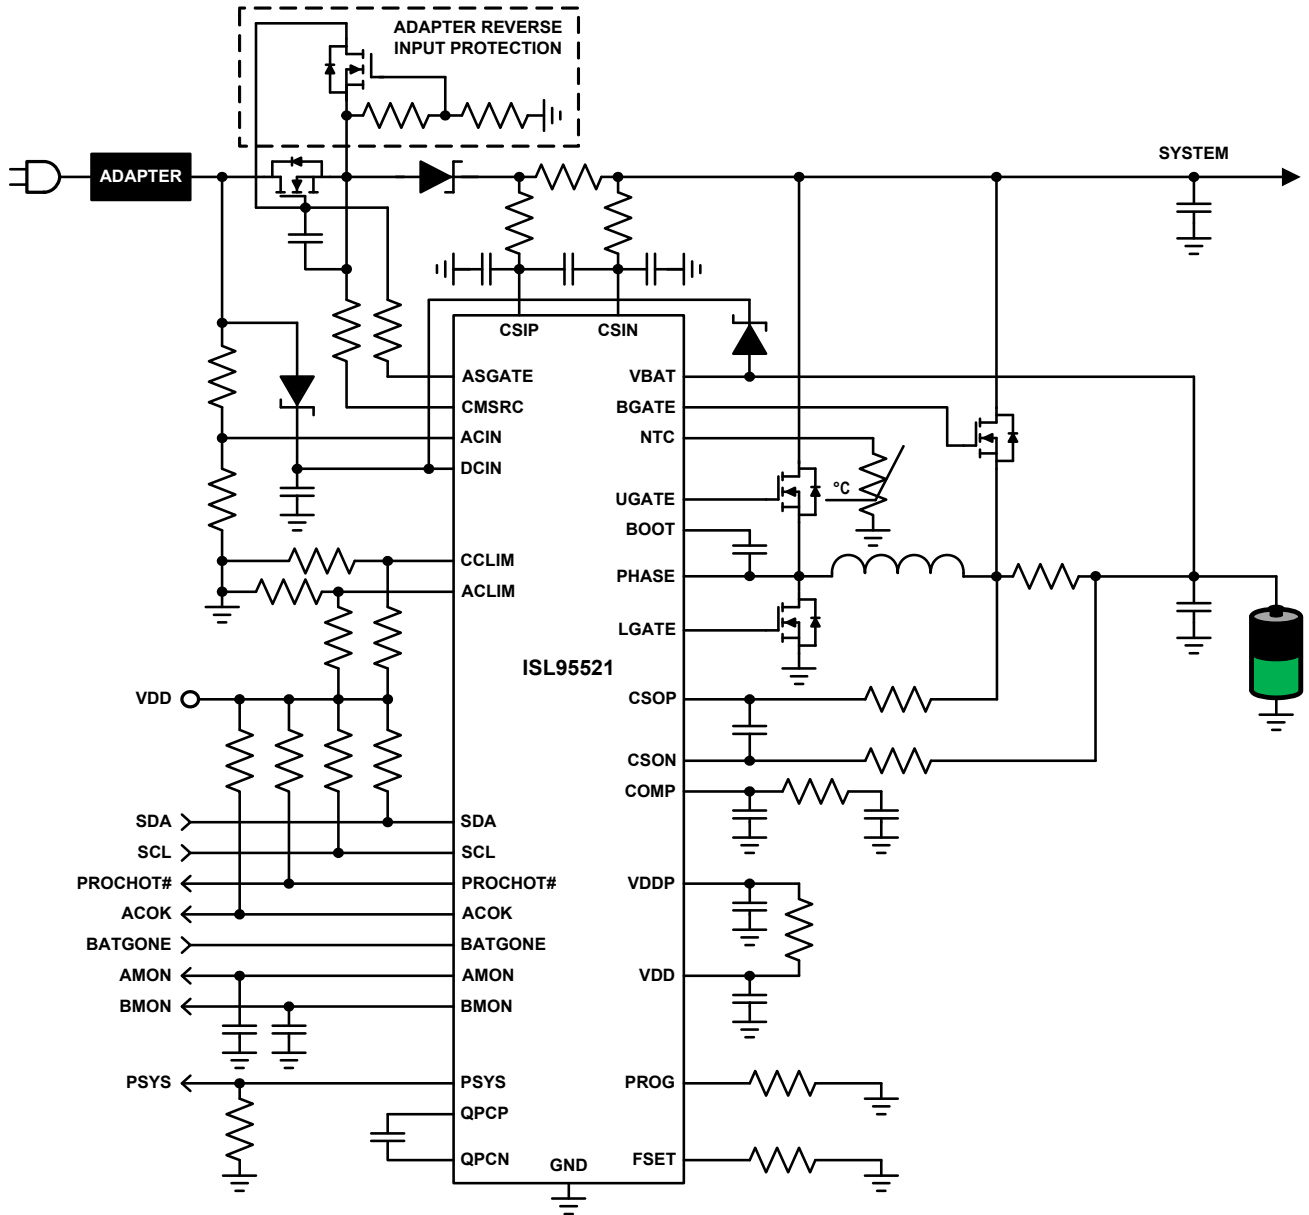 ADAPTER REVERSE
INPUT PROTECTION
ADAPTER
SYSTEM
CSIP
CSIN
ASGATE
CMSRC
ACIN
DCIN
CCLIM
ACLIM
VBAT
BGATE
NTC
UGATE
°C
BOOT
PHASE
LGATE
ISL95521
VDD
CSOP
CSON
COMP
SDA
SDA
SCL
SCL
PROCHOT#
PROCHOT#
ACOK
ACOK
BATGONE
BATGONE
AMON
AMON
BMON
BMON
VDDP
VDD
PSYS
PSYS
QPCP
QPCN
PROG
FSET
GND